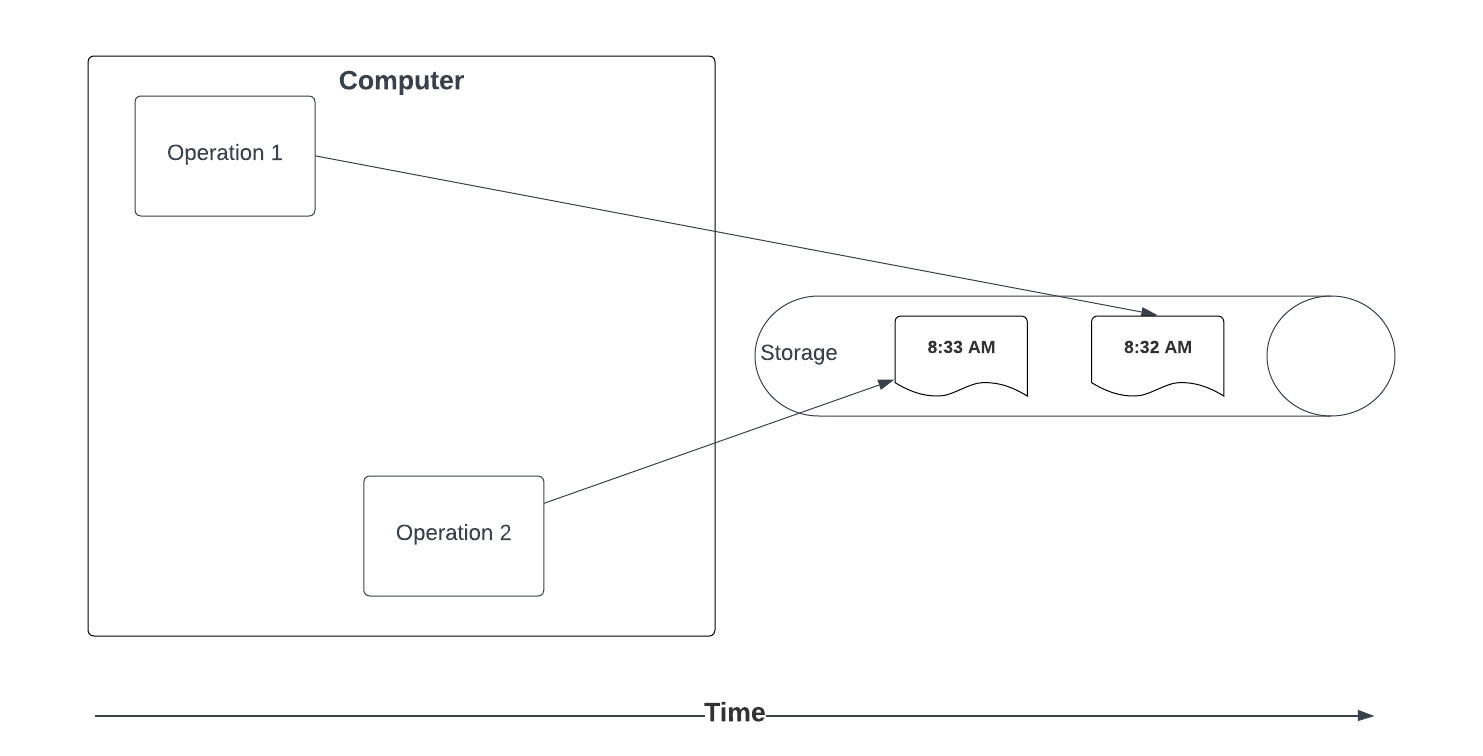 Computer
Operation 1
Storage
8:33 AM
8:32 AM
Operation 2
Time